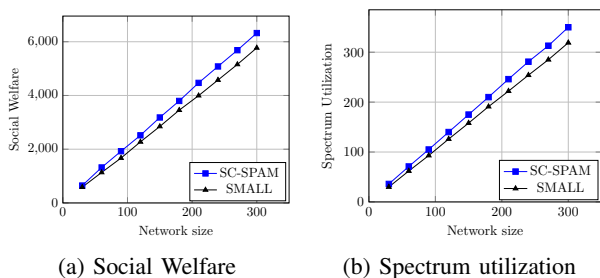 6,000
4,000
2,000
0
0
100
200
300
Social Welfare
Network size
SC-SPAM
SMALL
(a) Social Welfare
300
200
100
0
0
100
200
300
Spectrum Utilization
Network size
SC-SPAM
SMALL
(b) Spectrum utilization